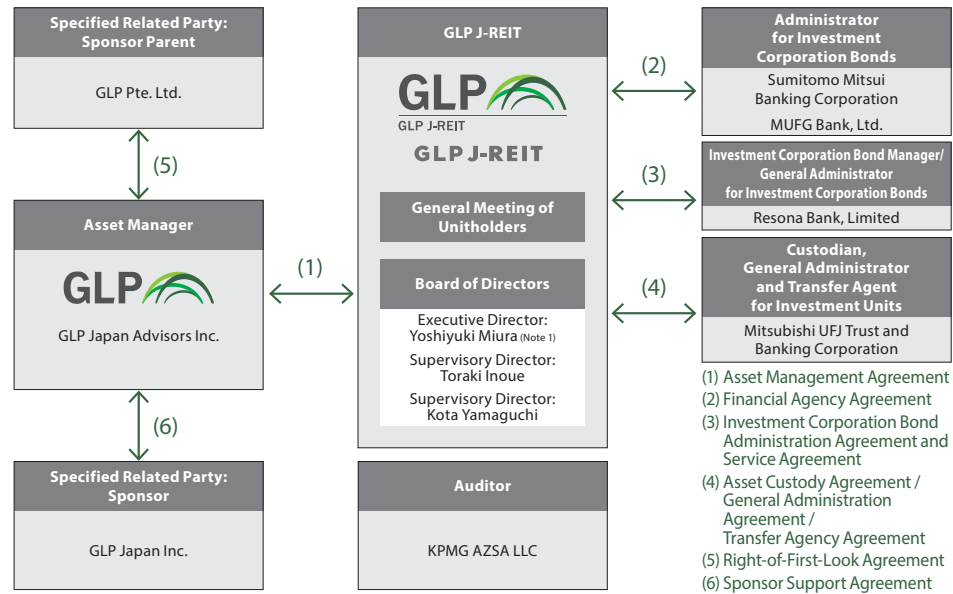 Specified Related Party:
Sponsor Parent
GLP Pte. Ltd.
(5)
Asset Manager
GLP
GLP Japan Advisors Inc.
(6)
Specified Related Party:
Sponsor
GLP Japan Inc.
(1)
GLP J-REIT
GLP
GLP J-REIT
GLP J-REIT
General Meeting of
Unitholders
Board of Directors
Executive Director:
Yoshiyuki Miura (Note 1)
Supervisory Director:
Toraki Inoue
Supervisory Director:
Kota Yamaguchi
Auditor
KPMG AZSA LLC
(2)
Administrator
for Investment
Corporation Bonds
Sumitomo Mitsui
Banking Corporation
MUFG Bank, Ltd.
(3)
Investment Corporation Bond Manager/
General Administrator
for Investment Corporation Bonds
Resona Bank, Limited
(4)
Custodian,
General Administrator
and Transfer Agent
for Investment Units
Mitsubishi UFJ Trust and
Banking Corporation
(1) Asset Management Agreement
(2) Financial Agency Agreement
(3) Investment Corporation Bond
Administration Agreement and
Service Agreement
(4) Asset Custody Agreement /
General Administration
Agreement /
Transfer Agency Agreement
(5) Right-of-First-Look Agreement
(6) Sponsor Support Agreement